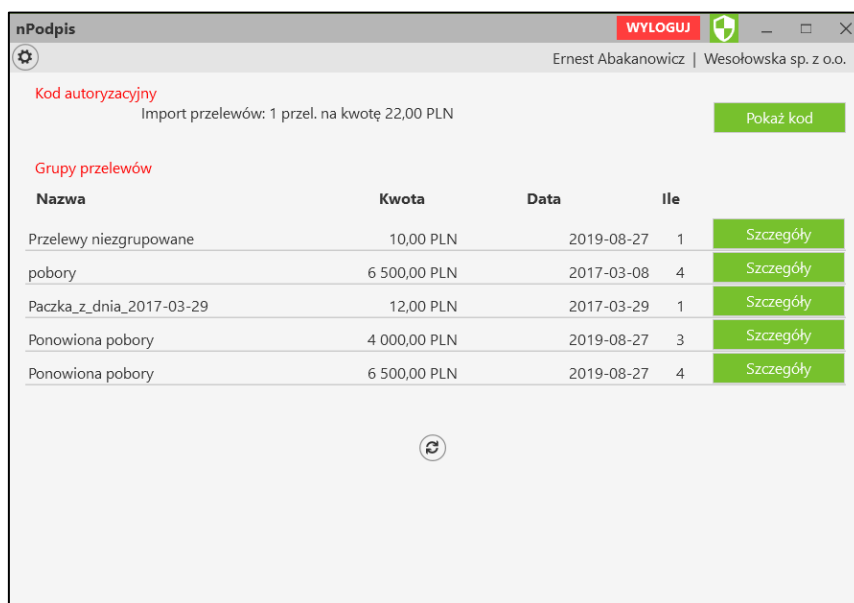 nPodpis WYLOGUJ
Ernest Abakanowicz | Wesołowska sp. z o.o.
Kod autoryzacyjny
Import przelewów: 1 przel. na kwotę 22,00 PLN Pokaż kod
Grupy przelewów
Nazwa Kwota Data Ile
Przelewy niezgrupowane 10,00 PLN 2019-08-27 1 Szczegóły
pobory 6 500,00 PLN 2017-03-08 4 Szczegóły
Paczka_z_dnia_2017-03-29 12,00 PLN 2017-03-29 1 Szczegóły
Ponowiona pobory 4 000,00 PLN 2019-08-27 3 Szczegóły
Ponowiona pobory 6 500,00 PLN 2019-08-27 4 Szczegóły